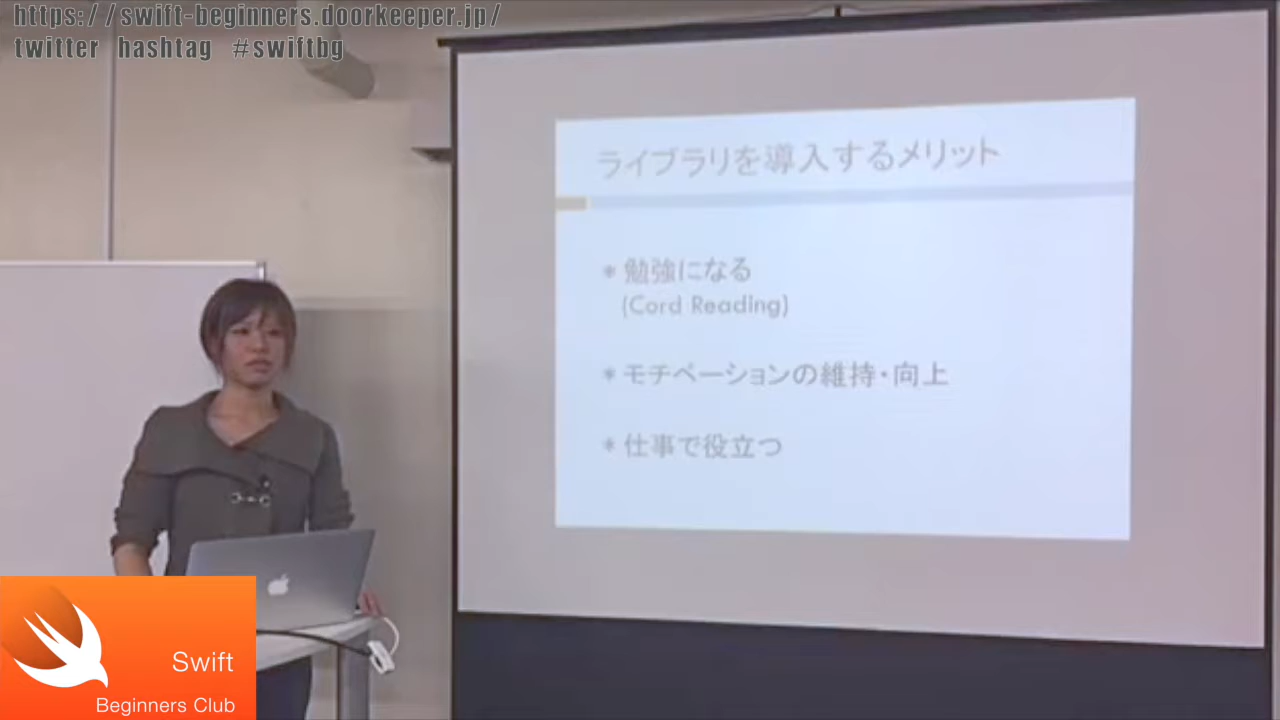 https://swift-beginners.doorkeeper.jp/
twitter hashtag #swiftbg
ライブラリを導入するメリット
* 勉強になる
(Cord Reading)
* モチベーションの維持・向上
* 仕事で役立つ
Swift
Beginners Club